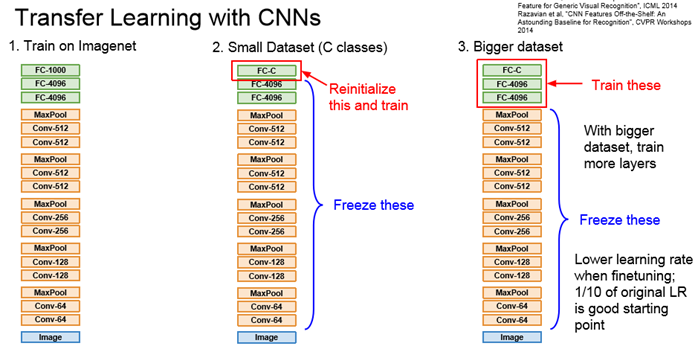 Transfer Learning with CNNs
Feature for Generic Visual Recognition", ICML 2014
Razavian et al, "CNN Features Off-the-Shelf: An
Astounding Baseline for Recognition", CVPR Workshops
2014
1. Train on Imagenet
FC-1000
FC-4096
FC-4096
MaxPool
Conv-512
Conv-512
MaxPool
Conv-512
Conv-512
MaxPool
Conv-256
Conv-256
MaxPool
Conv-128
Conv-128
MaxPool
Conv-64
Conv-64
Image
2. Small Dataset (C classes)
FC-C
FC-4096
FC-4096
MaxPool
Conv-512
Conv-512
MaxPool
Conv-512
Conv-512
MaxPool
Conv-256
Conv-256
MaxPool
Conv-128
Conv-128
MaxPool
Conv-64
Conv-64
Image
Reinitialize
this and train
Freeze these
3. Bigger dataset
FC-C
FC-4096
FC-4096
MaxPool
Conv-512
Conv-512
MaxPool
Conv-512
Conv-512
MaxPool
Conv-256
Conv-256
MaxPool
Conv-128
Conv-128
MaxPool
Conv-64
Conv-64
Image
Train these
With bigger
dataset, train
more layers
Freeze these
Lower learning rate
when finetuning;
1/10 of original LR
is good starting
point